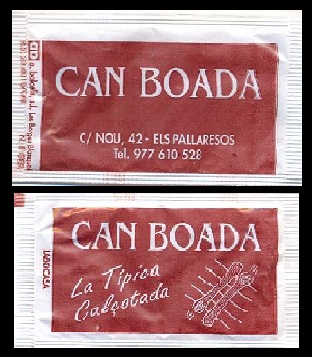 CAN BOADA
C/ NOU, 42 - ELS PALLARESOS
Tel. 977 610 528
CAN BOADA
La Típica
Calçotada